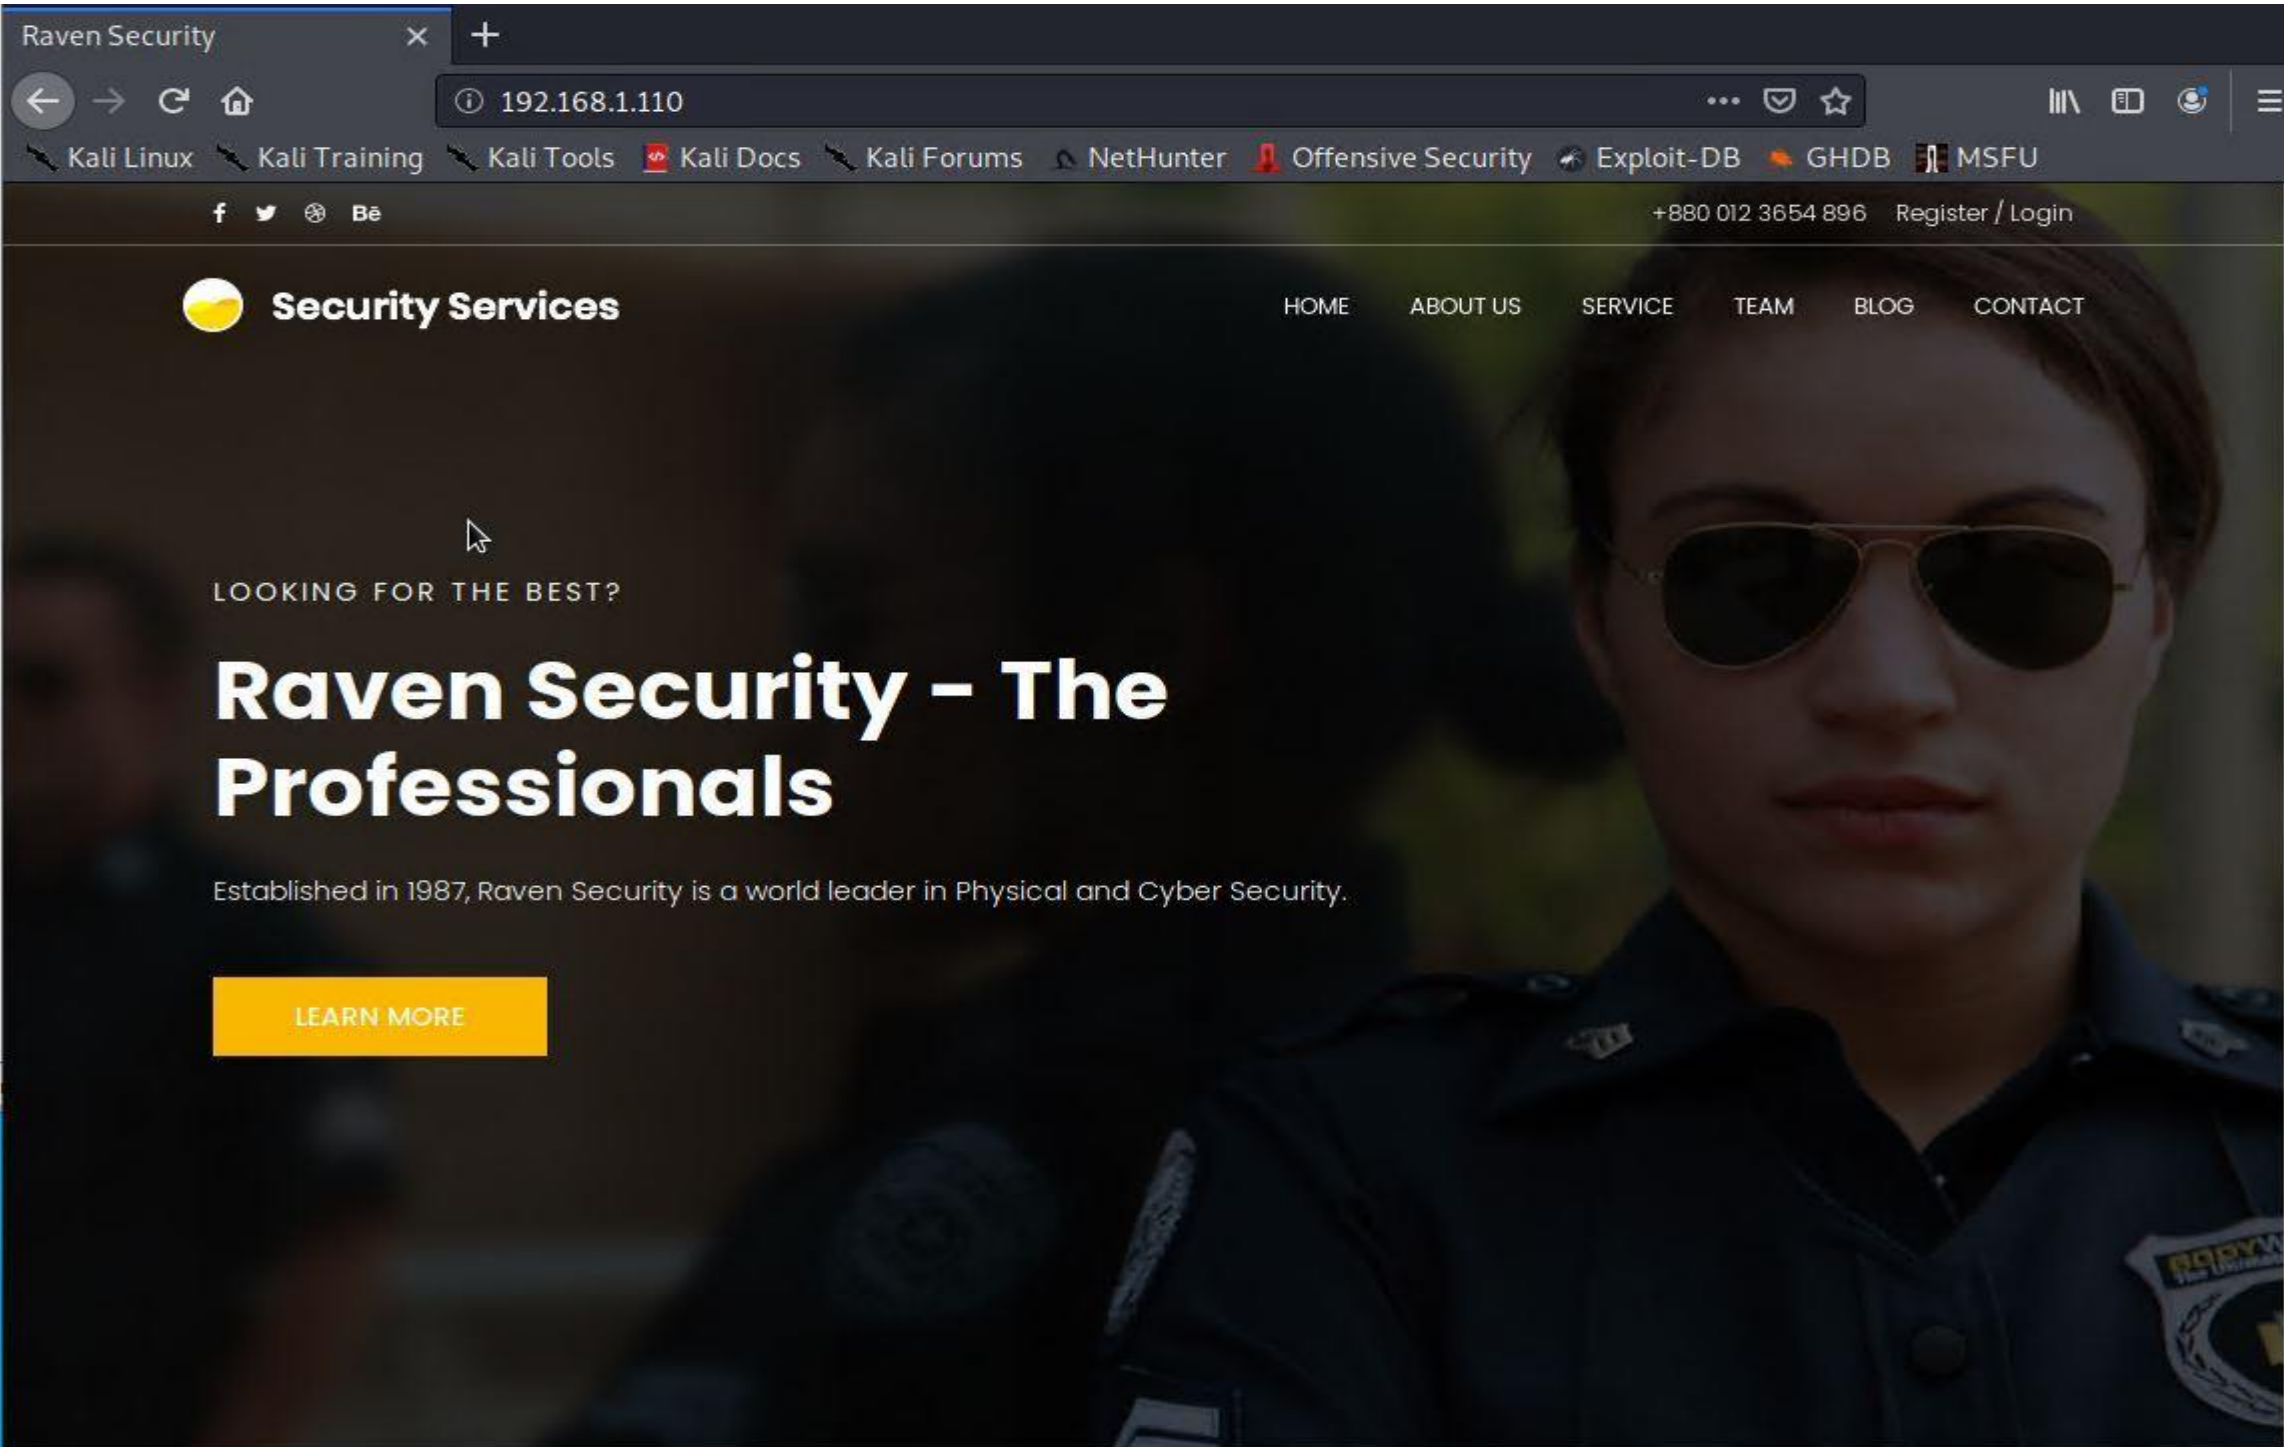 Raven Security
192.168.1.110
Kali Linux Kali Training Kali Tools Kali Docs Kali Forums NetHunter Offensive Security Exploit-DB GHDB MSFU
f Bē +880 012 3654 896 Register / Login
Security Services HOME ABOUT US SERVICE TEAM BLOG CONTACT
LOOKING FOR THE BEST?
Raven Security - The
Professionals
Established in 1987, Raven Security is a world leader in Physical and Cyber Security.
LEARN MORE